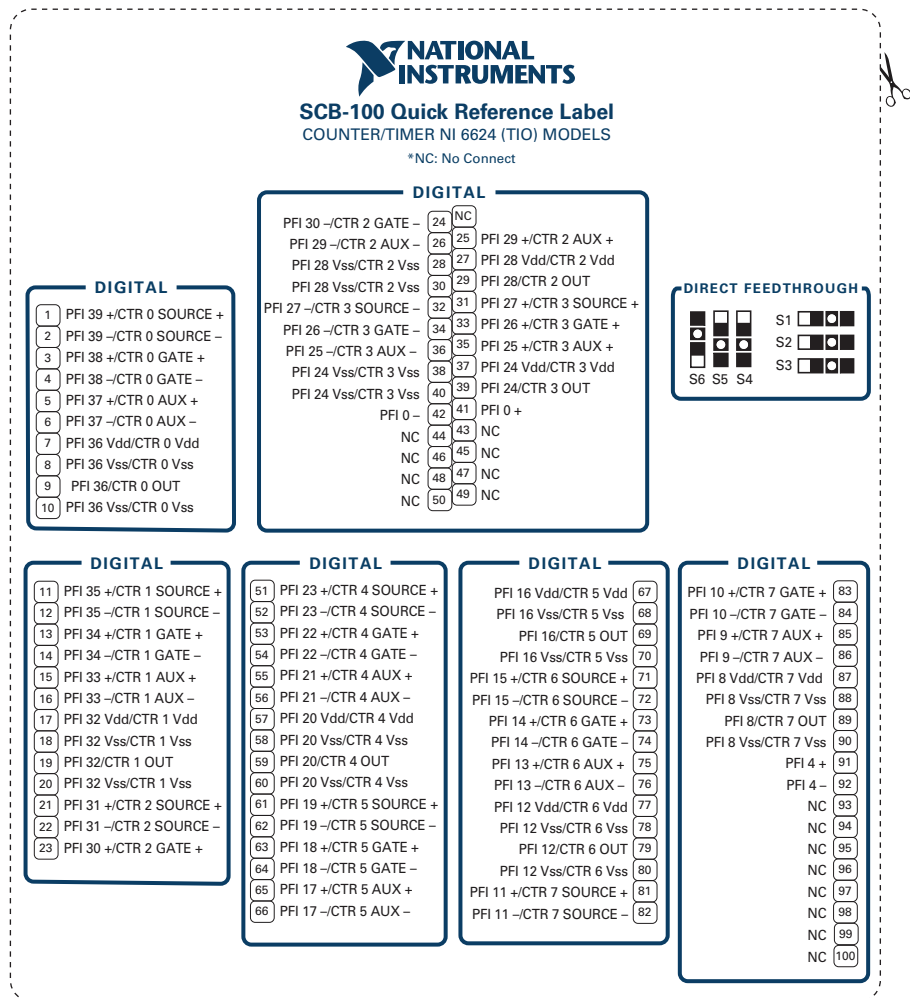 NATIONAL
INSTRUMENTS
SCB-100 Quick Reference Label
COUNTER/TIMER NI 6624 (TIO) MODELS
*NC: No Connect
DIGITAL
PFI 30 –/CTR 2 GATE – 24 NC
PFI 29 –/CTR 2 AUX – 26 25 PFI 29 +/CTR 2 AUX +
PFI 28 Vss/CTR 2 Vss 28 27 PFI 28 Vdd/CTR 2 Vdd
PFI 28 Vss/CTR 2 Vss 30 29 PFI 28/CTR 2 OUT
PFI 27 –/CTR 3 SOURCE – 32 31 PFI 27 +/CTR 3 SOURCE +
PFI 26 –/CTR 3 GATE – 34 33 PFI 26 +/CTR 3 GATE +
PFI 25 –/CTR 3 AUX – 36 35 PFI 25 +/CTR 3 AUX +
PFI 24 Vss/CTR 3 Vss 38 37 PFI 24 Vdd/CTR 3 Vdd
PFI 24 Vss/CTR 3 Vss 40 39 PFI 24/CTR 3 OUT
PFI 0 – 42 41 PFI 0 +
NC 44 43 NC
NC 46 45 NC
NC 48 47 NC
NC 50 49 NC
DIGITAL
1 PFI 39 +/CTR 0 SOURCE +
2 PFI 39 –/CTR 0 SOURCE –
3 PFI 38 +/CTR 0 GATE +
4 PFI 38 –/CTR 0 GATE –
5 PFI 37 +/CTR 0 AUX +
6 PFI 37 –/CTR 0 AUX –
7 PFI 36 Vdd/CTR 0 Vdd
8 PFI 36 Vss/CTR 0 Vss
9 PFI 36/CTR 0 OUT
10 PFI 36 Vss/CTR 0 Vss
DIRECT FEEDTHROUGH
S1
S2
S3
S6 S5 S4
DIGITAL
11 PFI 35 +/CTR 1 SOURCE +
12 PFI 35 –/CTR 1 SOURCE –
13 PFI 34 +/CTR 1 GATE +
14 PFI 34 –/CTR 1 GATE –
15 PFI 33 +/CTR 1 AUX +
16 PFI 33 –/CTR 1 AUX –
17 PFI 32 Vdd/CTR 1 Vdd
18 PFI 32 Vss/CTR 1 Vss
19 PFI 32/CTR 1 OUT
20 PFI 32 Vss/CTR 1 Vss
21 PFI 31 +/CTR 2 SOURCE +
22 PFI 31 –/CTR 2 SOURCE –
23 PFI 30 +/CTR 2 GATE +
DIGITAL
51 PFI 23 +/CTR 4 SOURCE +
52 PFI 23 –/CTR 4 SOURCE –
53 PFI 22 +/CTR 4 GATE +
54 PFI 22 –/CTR 4 GATE –
55 PFI 21 +/CTR 4 AUX +
56 PFI 21 –/CTR 4 AUX –
57 PFI 20 Vdd/CTR 4 Vdd
58 PFI 20 Vss/CTR 4 Vss
59 PFI 20/CTR 4 OUT
60 PFI 20 Vss/CTR 4 Vss
61 PFI 19 +/CTR 5 SOURCE +
62 PFI 19 –/CTR 5 SOURCE –
63 PFI 18 +/CTR 5 GATE +
64 PFI 18 –/CTR 5 GATE –
65 PFI 17 +/CTR 5 AUX +
66 PFI 17 –/CTR 5 AUX –
DIGITAL
PFI 16 Vdd/CTR 5 Vdd 67
PFI 16 Vss/CTR 5 Vss 68
PFI 16/CTR 5 OUT 69
PFI 16 Vss/CTR 5 Vss 70
PFI 15 +/CTR 6 SOURCE + 71
PFI 15 –/CTR 6 SOURCE – 72
PFI 14 +/CTR 6 GATE + 73
PFI 14 –/CTR 6 GATE – 74
PFI 13 +/CTR 6 AUX + 75
PFI 13 –/CTR 6 AUX – 76
PFI 12 Vdd/CTR 6 Vdd 77
PFI 12 Vss/CTR 6 Vss 78
PFI 12/CTR 6 OUT 79
PFI 12 Vss/CTR 6 Vss 80
PFI 11 +/CTR 7 SOURCE + 81
PFI 11 –/CTR 7 SOURCE – 82
DIGITAL
PFI 10 +/CTR 7 GATE + 83
PFI 10 –/CTR 7 GATE – 84
PFI 9 +/CTR 7 AUX + 85
PFI 9 –/CTR 7 AUX – 86
PFI 8 Vdd/CTR 7 Vdd 87
PFI 8 Vss/CTR 7 Vss 88
PFI 8/CTR 7 OUT 89
PFI 8 Vss/CTR 7 Vss 90
PFI 4 + 91
PFI 4 – 92
NC 93
NC 94
NC 95
NC 96
NC 97
NC 98
NC 99
NC 100